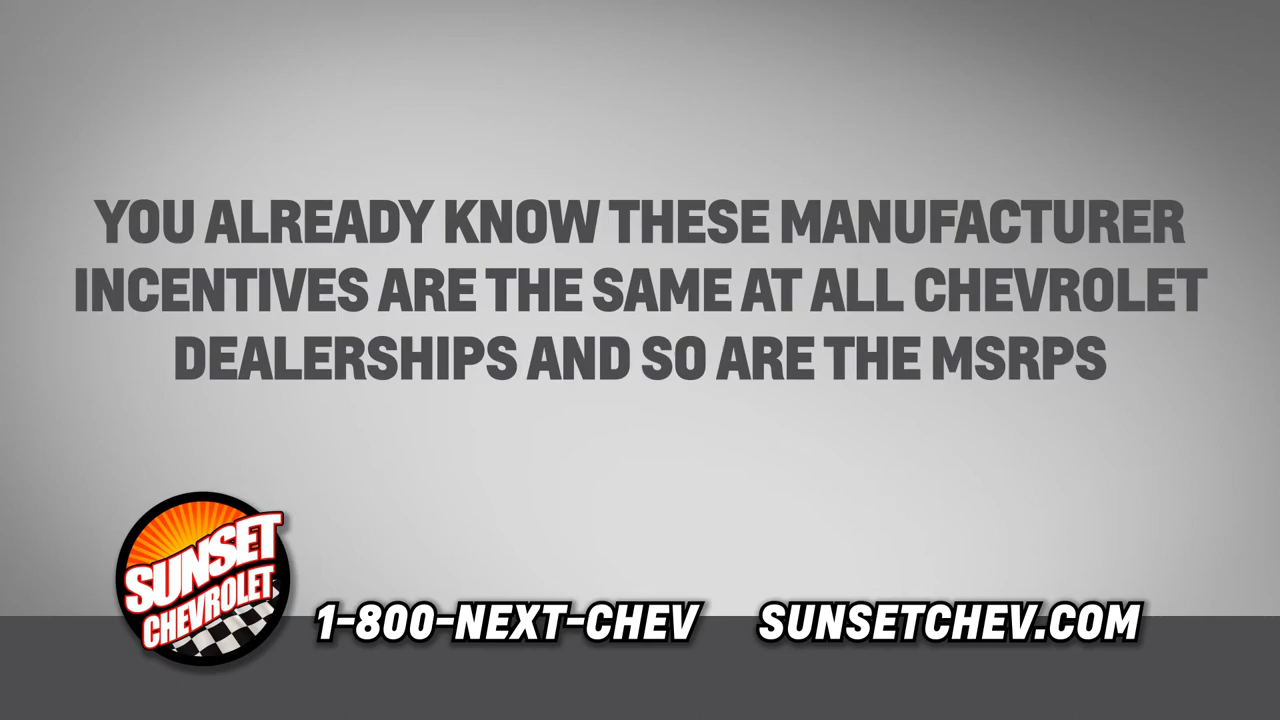 YOU ALREADY KNOW THESE MANUFACTURER
INCENTIVES ARE THE SAME AT ALL CHEVROLET
DEALERSHIPS AND SO ARE THE MSRPS
SUNSET
CHEVROLET
1-800-NEXT-CHEV SUNSETCHEV.COM